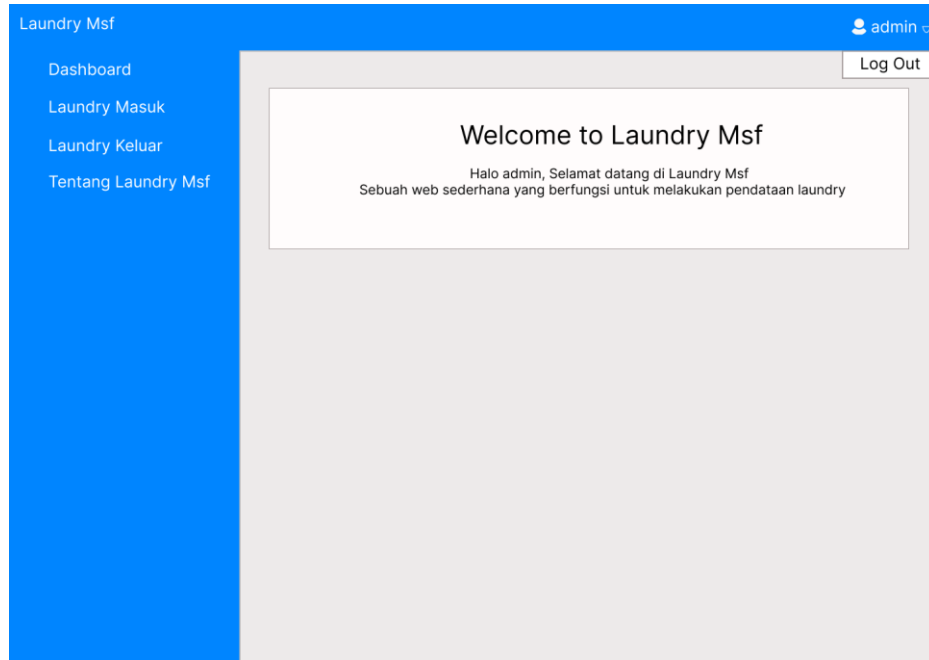 Laundry Msf
admin
Log Out
Dashboard
Laundry Masuk
Laundry Keluar
Tentang Laundry Msf
Welcome to Laundry Msf
Halo admin, Selamat datang di Laundry Msf
Sebuah web sederhana yang berfungsi untuk melakukan pendataan laundry